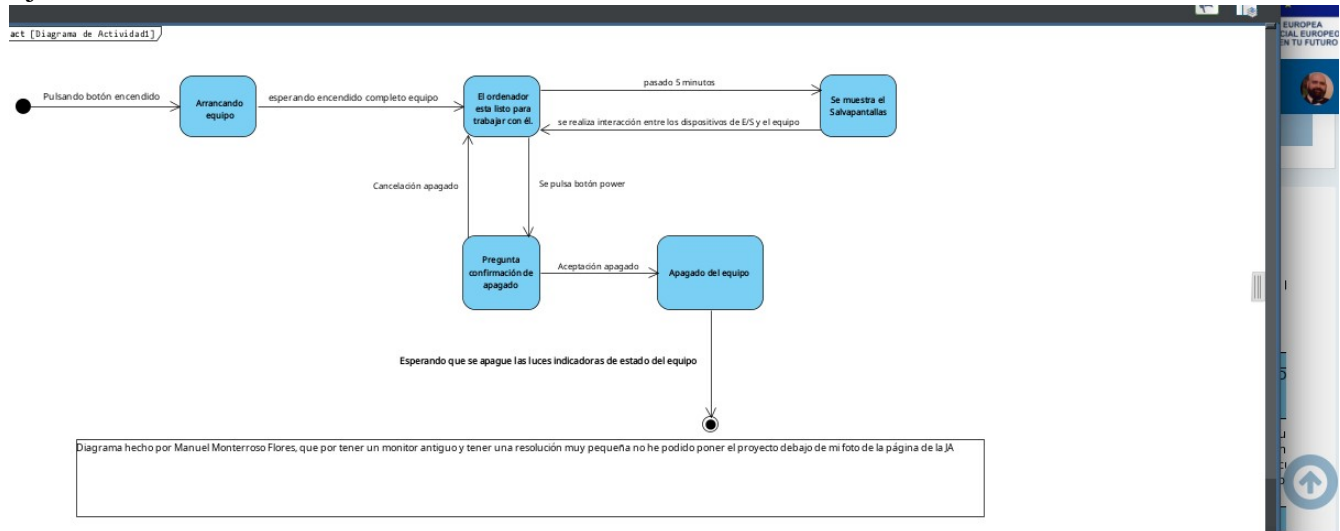 act [Diagrama de Actividad1]
EUROPEA
CIAL EUROPEO
EN TU FUTURO
Pulsando botón encendido
Arrancando
equipo
esperando encendido completo equipo
El ordenador
esta listo para
trabajar con él.
pasado 5 minutos
se realiza interacción entre los dispositivos de E/S y el equipo
Se muestra el
Salvapantallas
Cancelación apagado
Se pulsa botón power
Pregunta
confirmación de
apagado
Aceptación apagado
Apagado del equipo
Esperando que se apague las luces indicadoras de estado del equipo
Diagrama hecho por Manuel Monterroso Flores, que por tener un monitor antiguo y tener una resolución muy pequeña no he podido poner el proyecto debajo de mi foto de la página de la JA